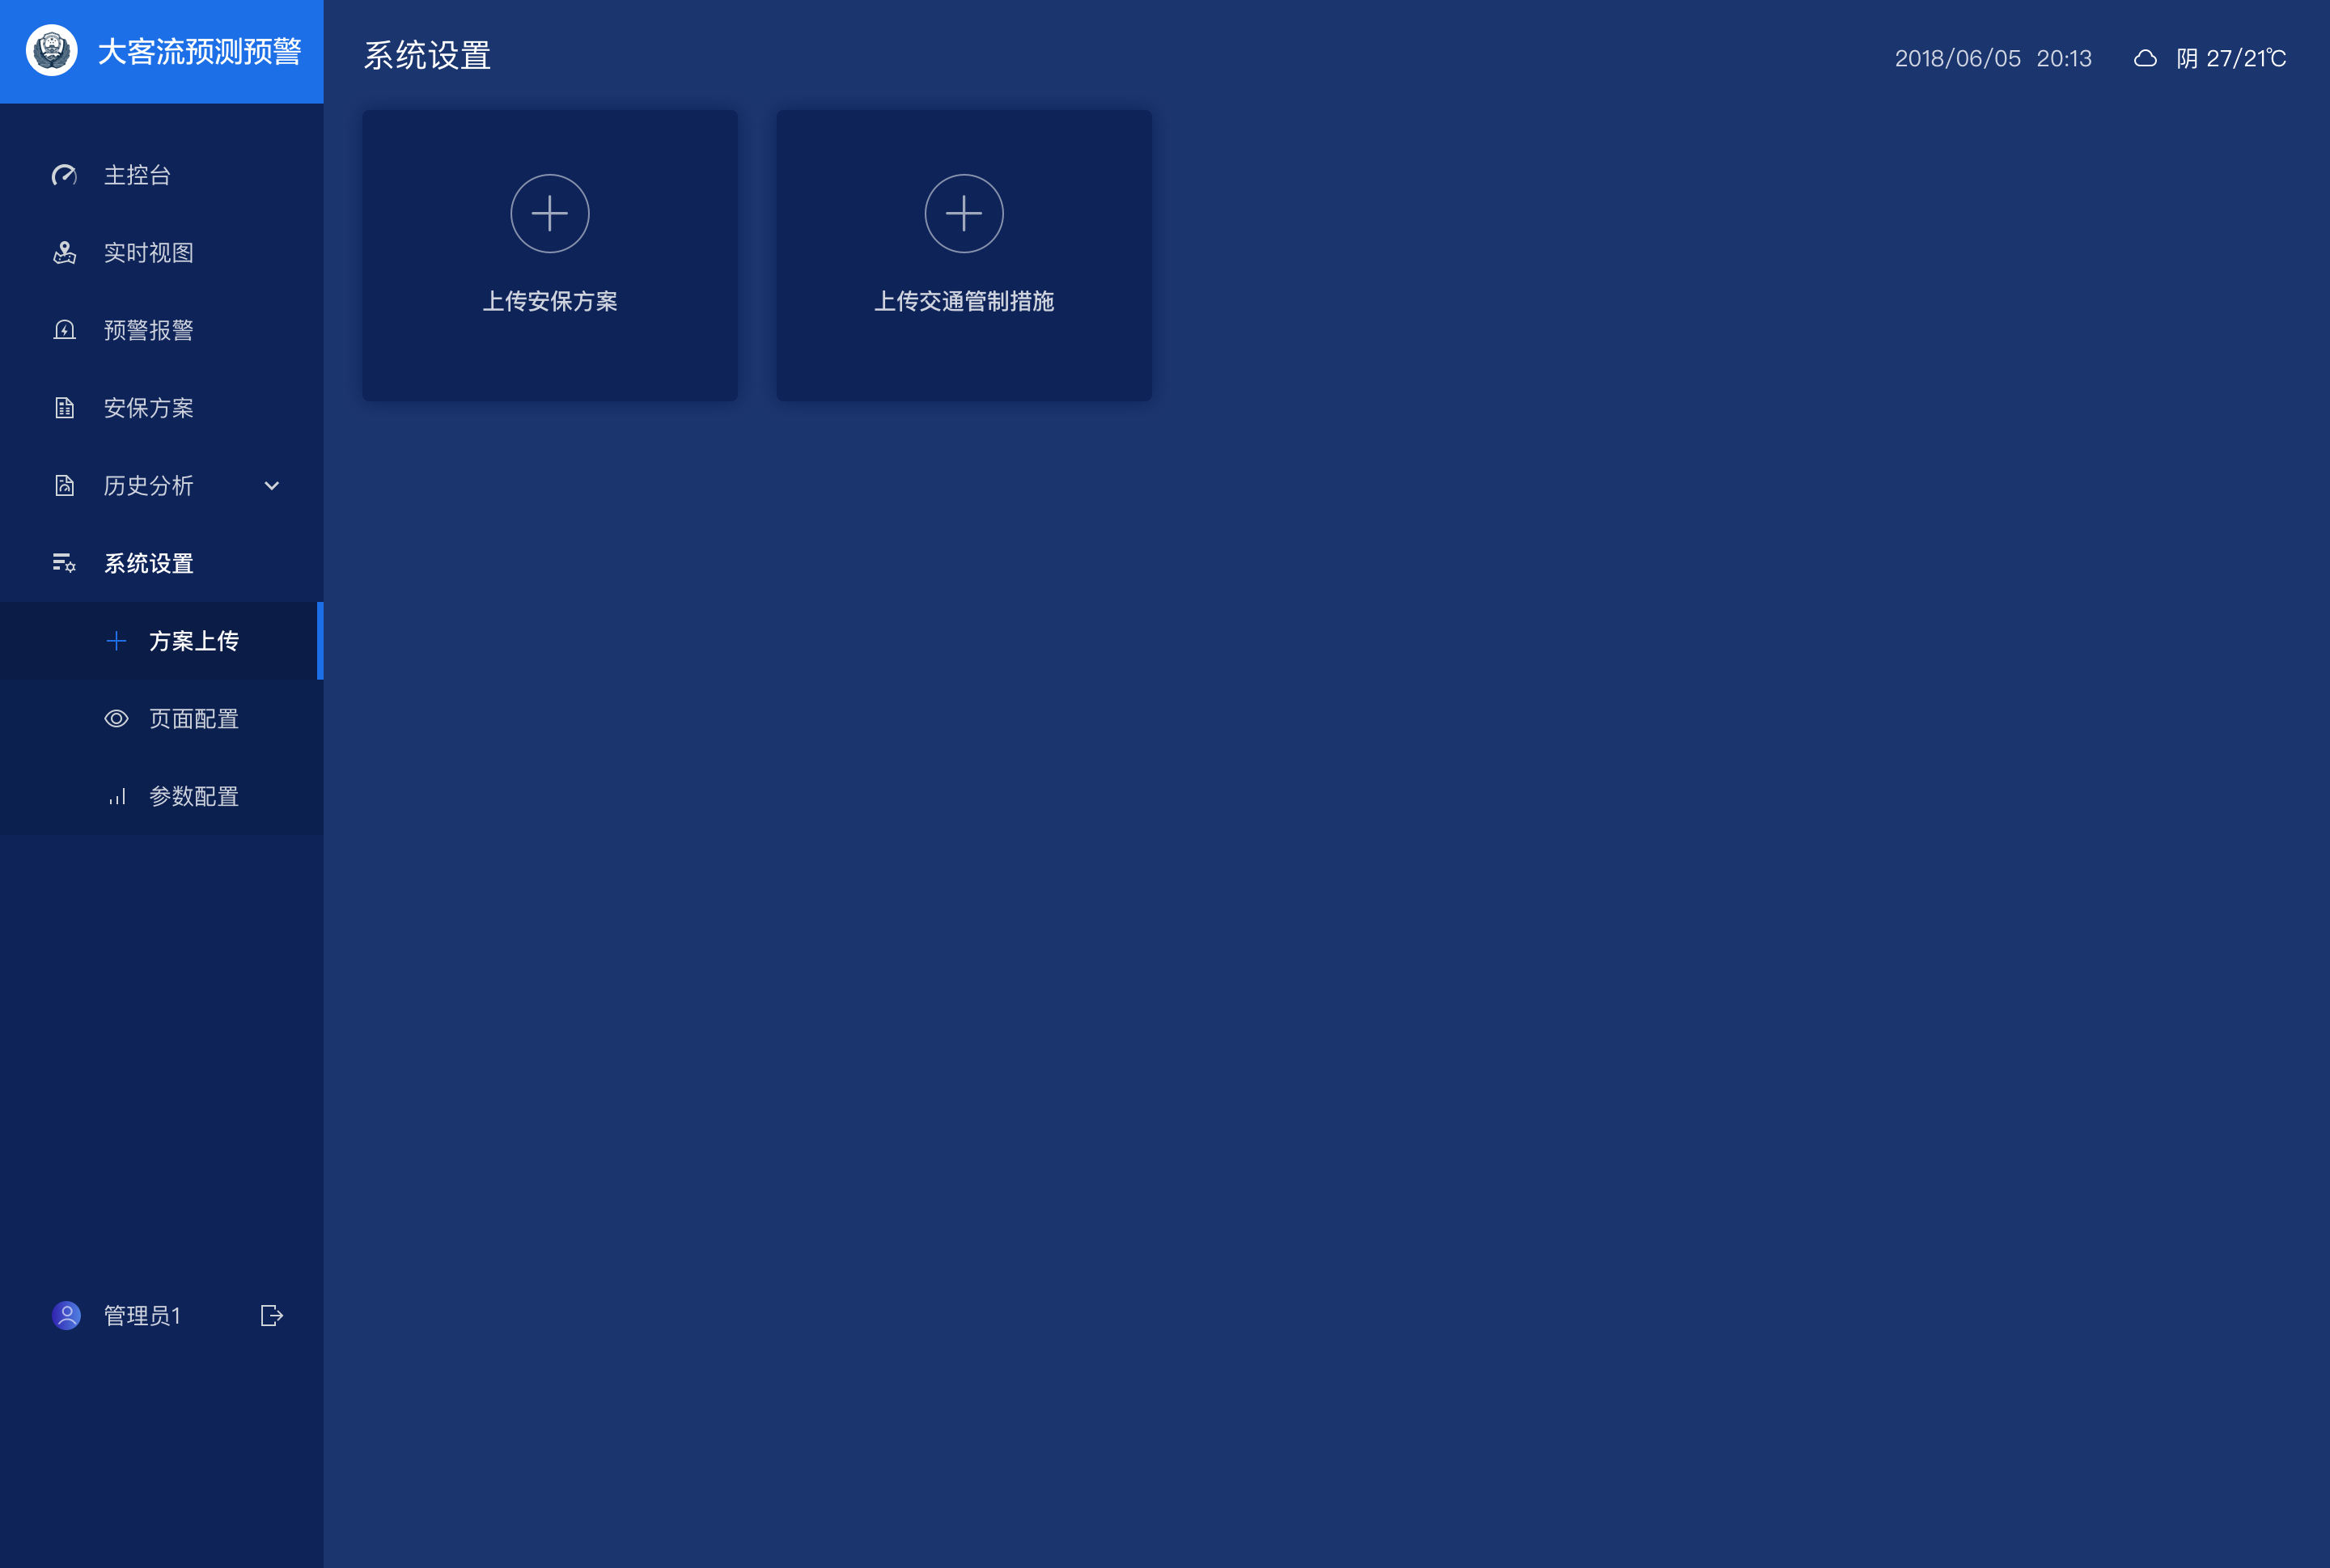 大客流预测预警
系统设置
2018/06/05 20:13
阴 27/21℃
主控台
实时视图
预警报警
安保方案
历史分析
系统设置
方案上传
页面配置
参数配置
管理员1
上传安保方案
上传交通管制措施